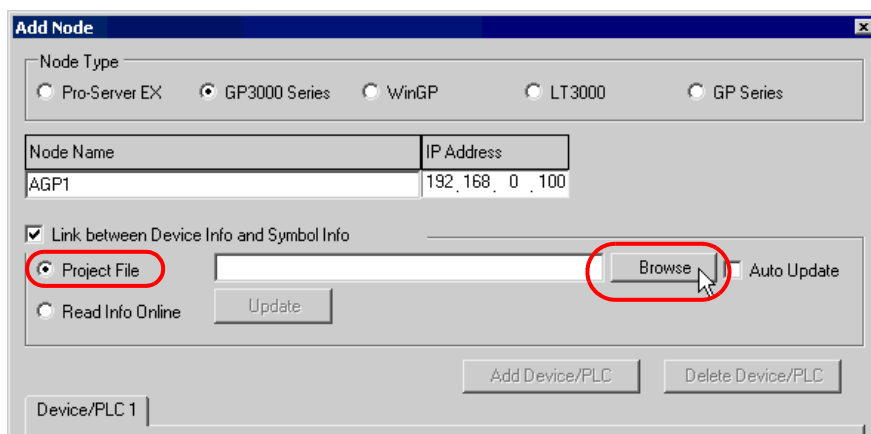 Add Node
Node Type
Pro-Server EX GP3000 Series WinGP LT3000 GP Series
Node Name IP Address
AGP1 192.168.0.100
Link between Device Info and Symbol Info
Project File Browse Auto Update
Read Info Online Update
Add Device/PLC Delete Device/PLC
Device/PLC 1